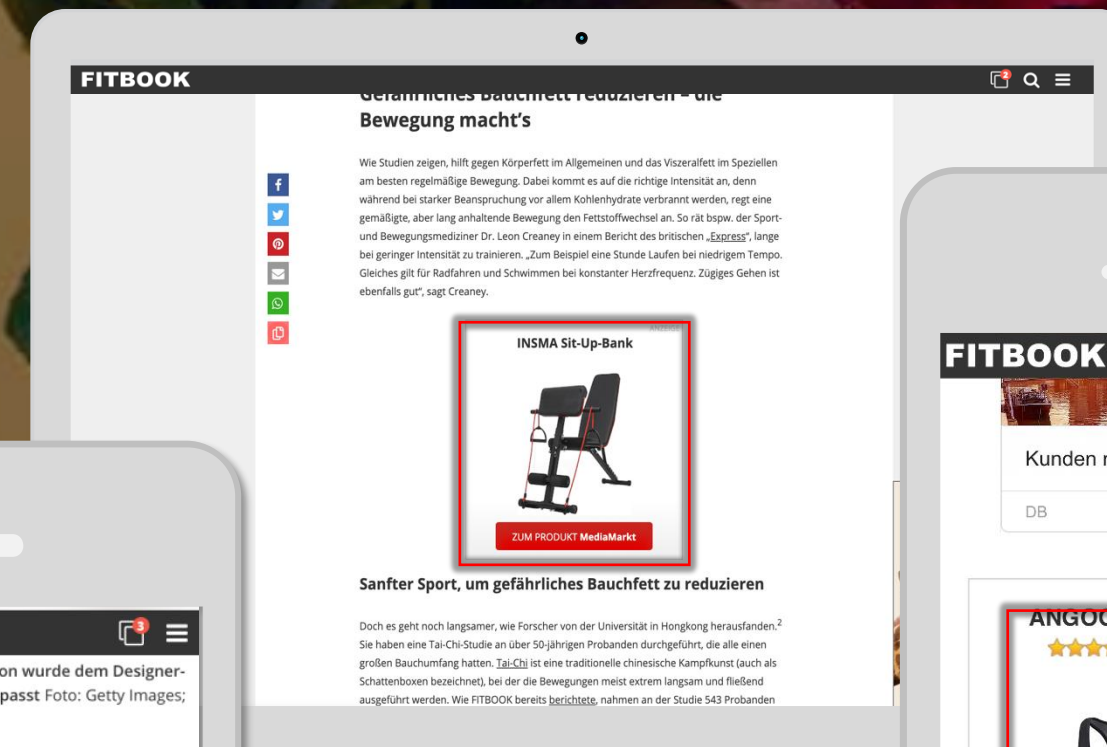 FITBOOK
2
Gefährliches Bauchfett reduzieren – die
Bewegung macht's
Wie Studien zeigen, hilft gegen Körperfett im Allgemeinen und das Viszeralfett im Speziellen
am besten regelmäßige Bewegung. Dabei kommt es auf die richtige Intensität an, denn
während bei starker Beanspruchung vor allem Kohlenhydrate verbrannt werden, regt eine
gemäßigte, aber lang anhaltende Bewegung den Fettstoffwechsel an. So rät bspw. der Sport-
und Bewegungsmediziner Dr. Leon Creaney in einem Bericht des britischen „Express“, lange
bei geringer Intensität zu trainieren. „Zum Beispiel eine Stunde Laufen bei niedrigem Tempo.
Gleiches gilt für Radfahren und Schwimmen bei konstanter Herzfrequenz. Zügiges Gehen ist
ebenfalls gut“, sagt Creaney.
ANZEIGE
INSMA Sit-Up-Bank
ZUM PRODUKT MediaMarkt
Sanfter Sport, um gefährliches Bauchfett zu reduzieren
Doch es geht noch langsamer, wie Forscher von der Universität in Hongkong herausfanden.2
Sie haben eine Tai-Chi-Studie an über 50-jährigen Probanden durchgeführt, die alle einen
großen Bauchumfang hatten. Tai-Chi ist eine traditionelle chinesische Kampfkunst (auch als
Schattenboxen bezeichnet), bei der die Bewegungen meist extrem langsam und fließend
ausgeführt werden. Wie FITBOOK bereits berichtete, nahmen an der Studie 543 Probanden
3
on wurde dem Designer-
passt Foto: Getty Images;
FITBOOK
Kunden
DB